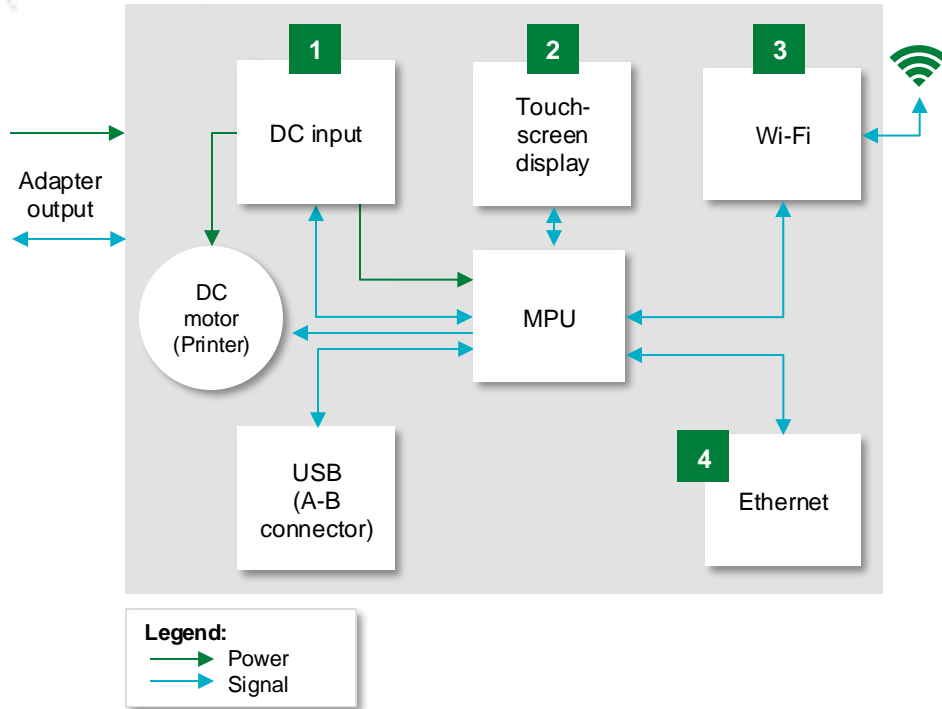 1
DC input
2
Touch-
screen
display
3
Wi-Fi
Adapter
output
DC
motor
(Printer)
MPU
USB
(A-B
connector)
4
Ethernet
Legend:
Power
Signal